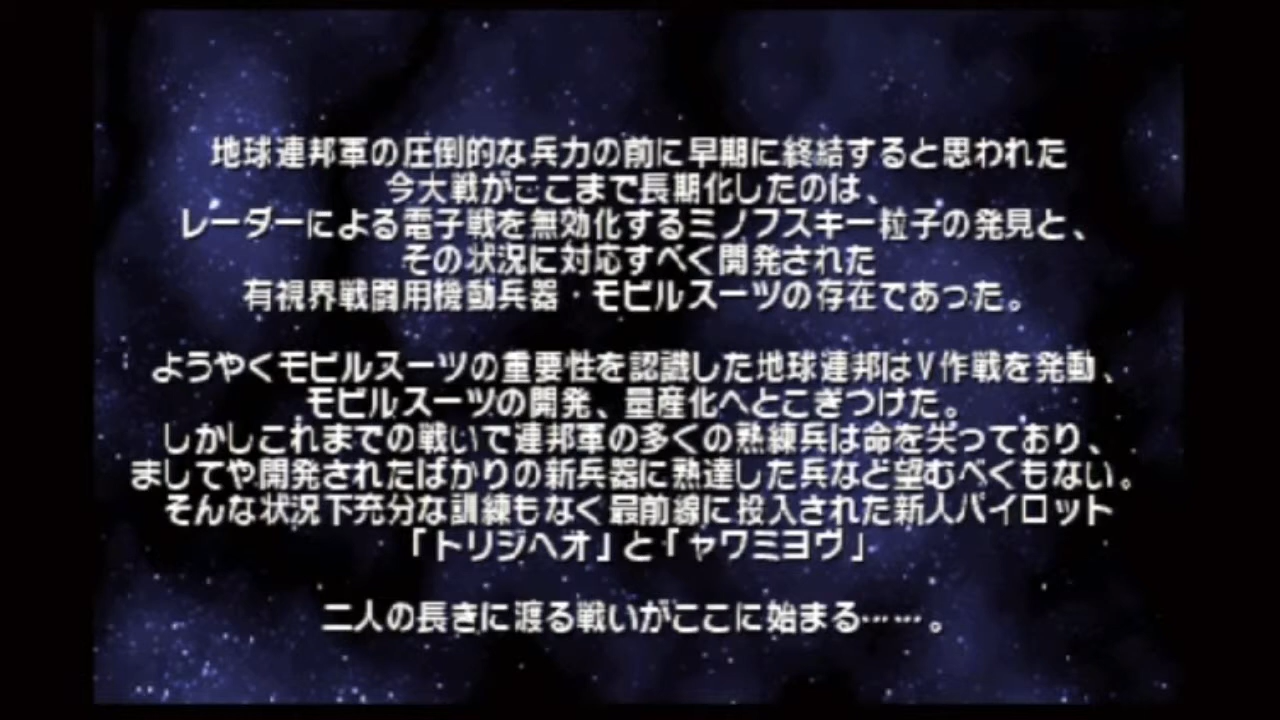 地球連邦軍の圧倒的な兵力の前に早期に終結すると思われた
今大戦がここまで長期化したのは、
レーダーによる電子戦を無効化するミノフスキー粒子の発見と、
その状況に対応すべく開発された
有視界戦闘用機動兵器・モビルスーツの存在であった。
ようやくモビルスーツの重要性を認識した地球連邦はV作戦を発動、
モビルスーツの開発、量産化へとこぎつけた。
しかしこれまでの戦いで連邦軍の多くの熟練兵は命を失っており、
ましてや開発されたばかりの新兵器に熟達した兵など望むべくもない。
そんな状況下充分な訓練もなく最前線に投入された新人パイロット
「トリジヘオ」と「ヤワミヨヴ」
二人の長きに渡る戦いがここに始まる……。